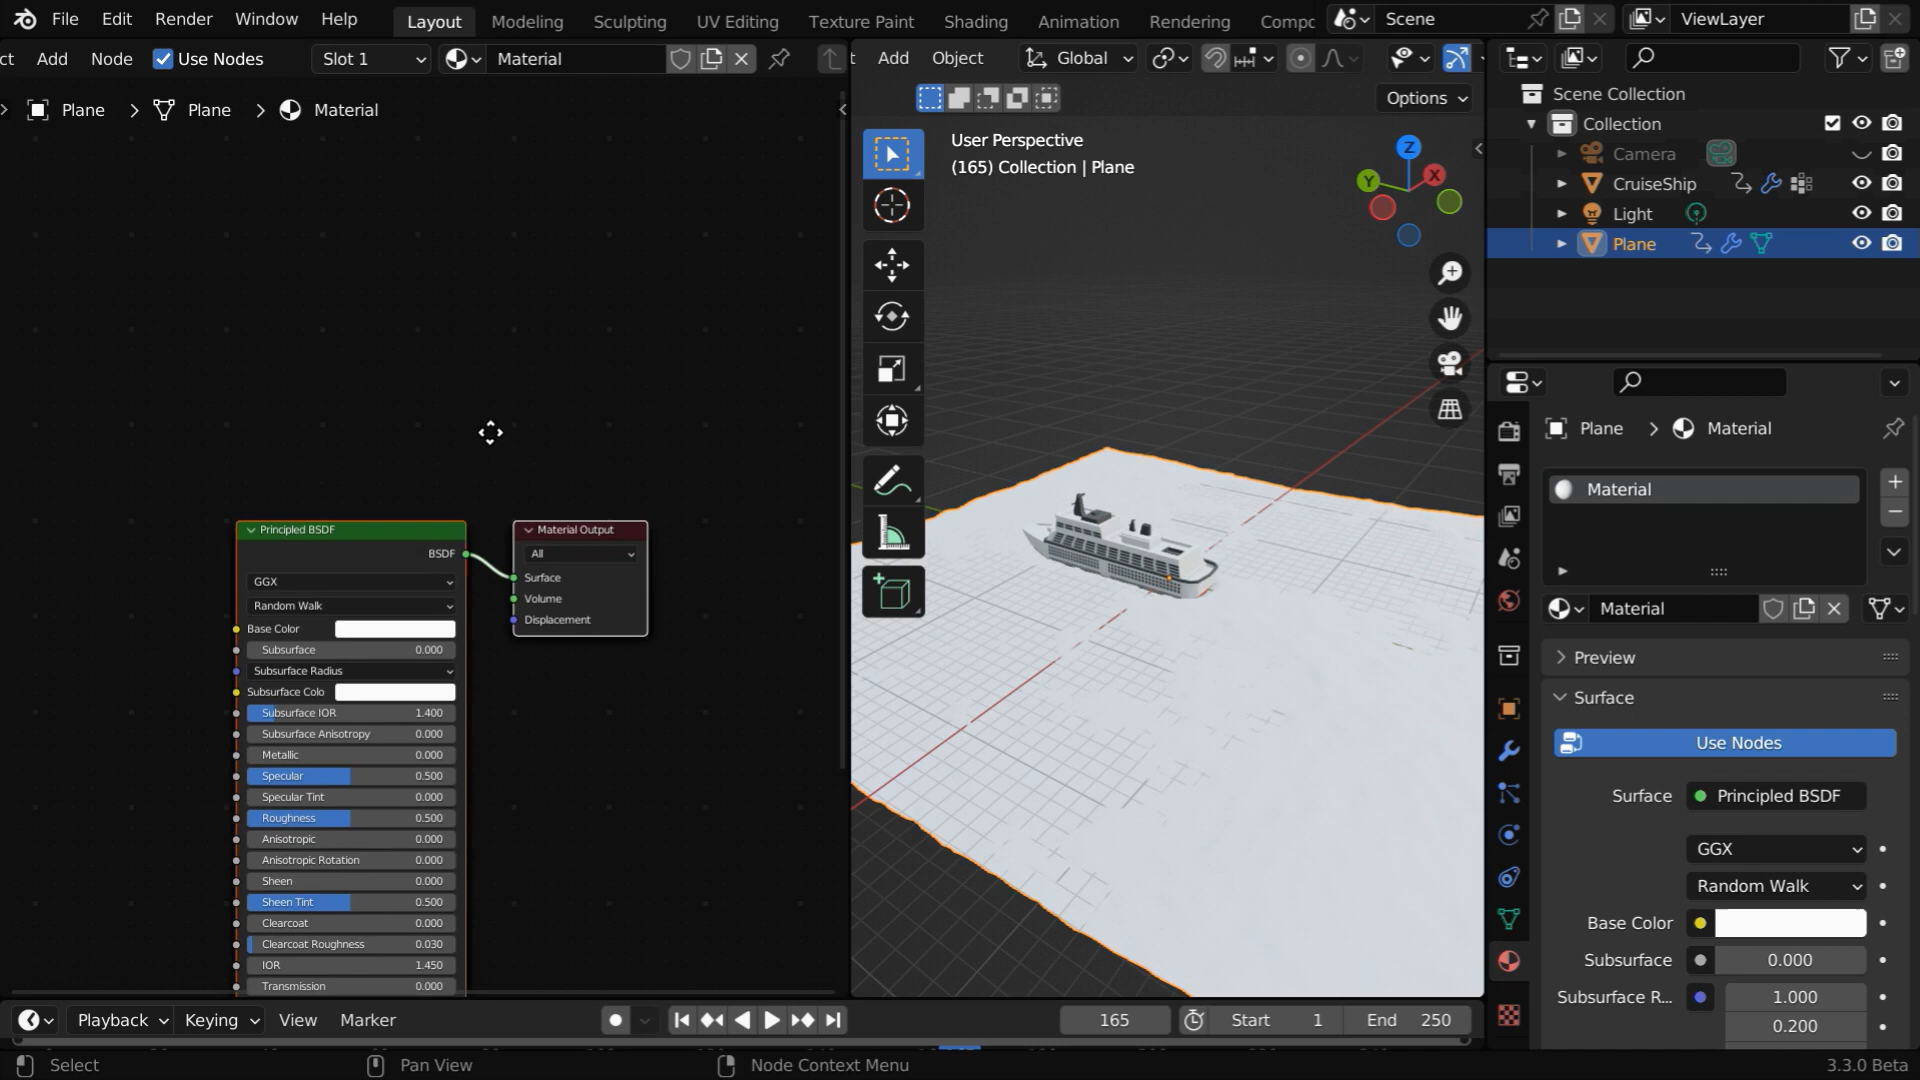 File Edit Render Window Help Layout Modeling Sculpting UV Editing Texture Paint Shading Animation Rendering Compo Scene ViewLayer
ct Add Node Use Nodes Slot 1 Material
t Add Object Global
Plane > Plane > Material
Options
User Perspective
(165) Collection | Plane
Z
Y
X
Scene Collection
Collection
Camera
CruiseShip
Light
Plane
Plane > Material
Material
Material
Preview
Surface
Use Nodes
Surface Principled BSDF
GGX
Random Walk
Base Color
Subsurface 0.000
Subsurface R... 1.000
0.200
Principled BSDF
BSDF
GGX
Random Walk
Base Color
Subsurface 0.000
Subsurface Radius
Subsurface Colo
Subsurface IOR 1.400
Subsurface Anisotropy 0.000
Metallic 0.000
Specular 0.500
Specular Tint 0.000
Roughness 0.500
Anisotropic 0.000
Anisotropic Rotation 0.000
Sheen 0.000
Sheen Tint 0.500
Clearcoat 0.000
Clearcoat Roughness 0.030
IOR 1.450
Transmission 0.000
Material Output
All
Surface
Volume
Displacement
Playback Keying View Marker 165 Start 1 End 250
Select Pan View Node Context Menu 3.3.0 Beta